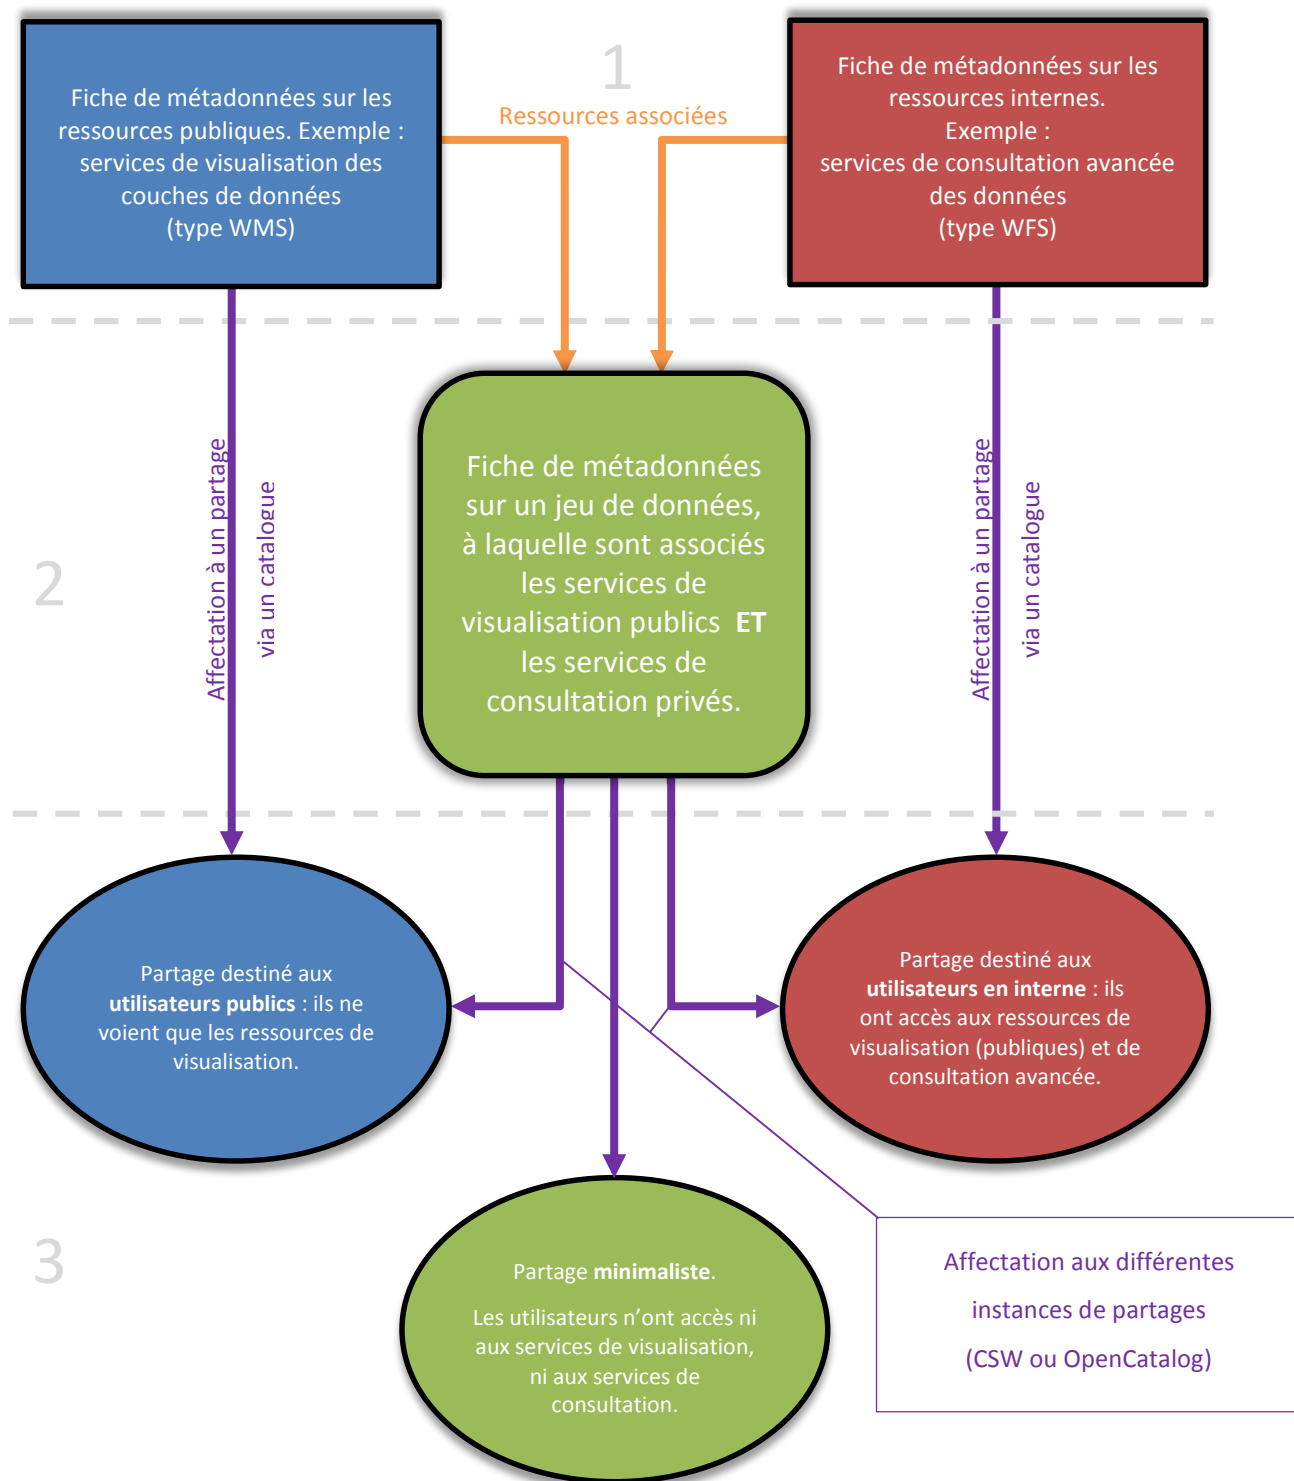 Fiche de métadonnées sur les
ressources publiques. Exemple :
services de visualisation des
couches de données
(type WMS)
1
Ressources associées
Fiche de métadonnées sur les
ressources internes.
Exemple :
services de consultation avancée
des données
(type WFS)
2
Affectation à un partage
via un catalogue
Fiche de métadonnées
sur un jeu de données,
à laquelle sont associés
les services de
visualisation publics ET
les services de
consultation privés.
Affectation à un partage
via un catalogue
Partage destiné aux
utilisateurs publics : ils ne
voient que les ressources de
visualisation.
Partage destiné aux
utilisateurs en interne : ils
ont accès aux ressources de
visualisation (publiques) et de
consultation avancée.
3
Partage minimaliste.
Les utilisateurs n’ont accès ni
aux services de visualisation,
ni aux services de
consultation.
Affectation aux différentes
instances de partages
(CSW ou OpenCatalog)